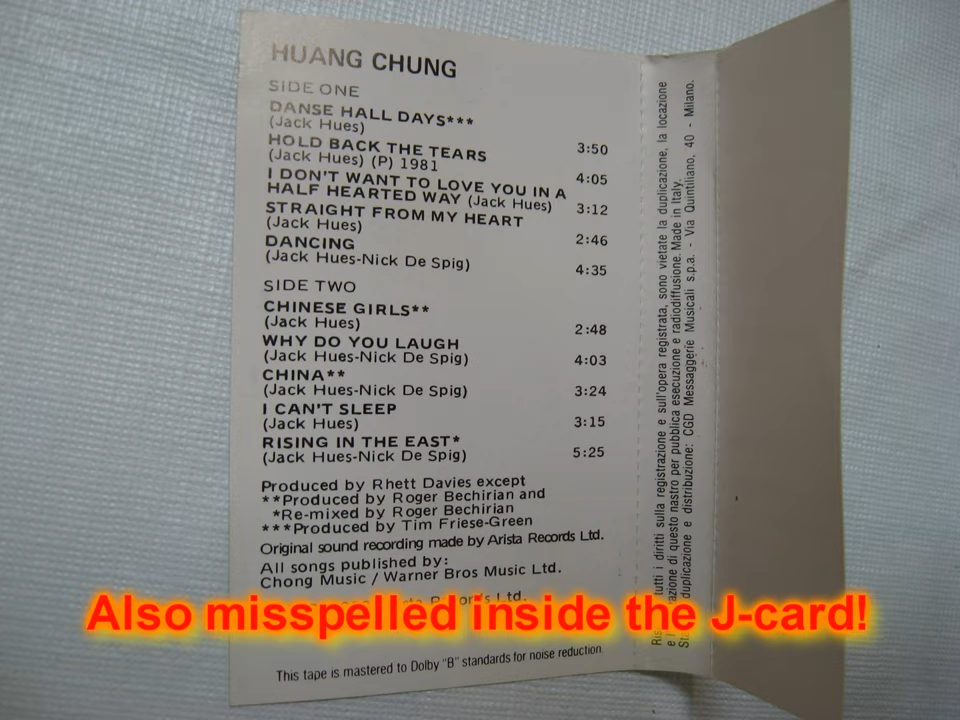 HUANG CHUNG
SIDE ONE
DANSE HALL DAYS***
(Jack Hues) 3:50
HOLD BACK THE TEARS
(Jack Hues) (P) 1981 4:05
I DON'T WANT TO LOVE YOU IN A
HALF HEARTED WAY (Jack Hues) 3:12
STRAIGHT FROM MY HEART
(Jack Hues) 2:46
DANCING
(Jack Hues-Nick De Spig) 4:35
SIDE TWO
CHINESE GIRLS**
(Jack Hues) 2:48
WHY DO YOU LAUGH
(Jack Hues-Nick De Spig) 4:03
CHINA**
(Jack Hues-Nick De Spig) 3:24
I CAN'T SLEEP
(Jack Hues) 3:15
RISING IN THE EAST*
(Jack Hues-Nick De Spig) 5:25
Produced by Rhett Davies except
**Produced by Roger Bechirian and
*Re-mixed by Roger Bechirian
***Produced by Tim Friese-Green
Original sound recording made by Arista Records Ltd.
All songs published by:
Chong Music / Warner Bros Music Ltd.
Records Ltd.
Also misspelled inside the J-card!
This tape is mastered to Dolby "B" standards for noise reduction
tutti i diritti sulla registrazione e sull'opera registrata, sono vietate la duplicazione, la locazione
di questo nastro per pubblica esecuzione e radiodiffusione. Made in Italy.
duplicazione e distribuzione: CGD Messaggerie Musicali s.p.a. - Via Quintiliano, 40 - Milano.